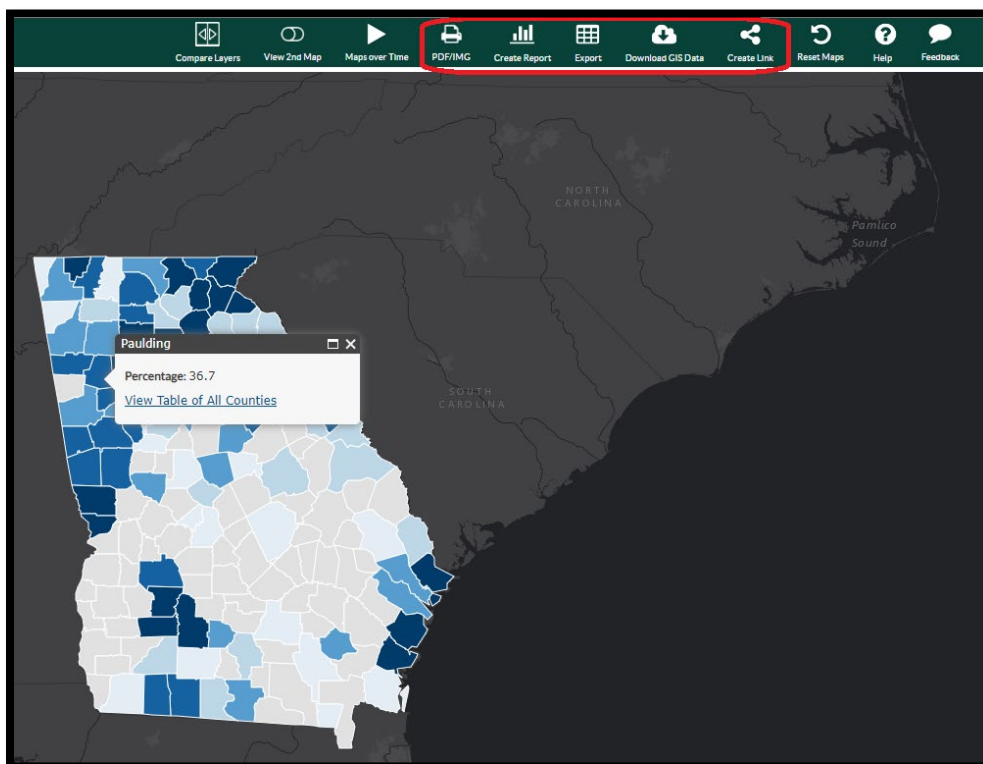 Compare Layers View 2nd Map Maps over Time PDF/IMG Create Report Export Download GIS Data Create Link Reset Maps Help Feedback
NORTH
CAROLINA
Pamlico
Sound
Paulding
Percentage: 36.7
View Table of All Counties
SOUTH
CAROLINA